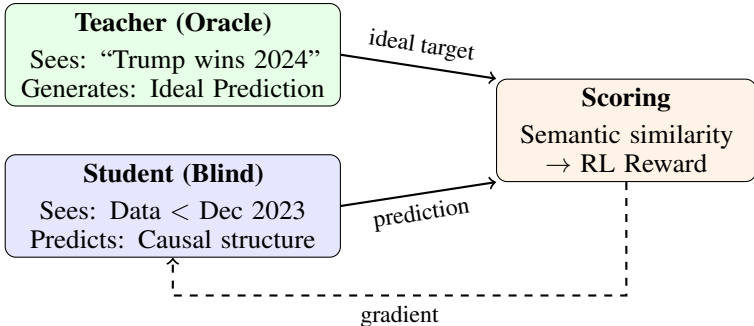 Teacher (Oracle)
Sees: “Trump wins 2024”
Generates: Ideal Prediction
ideal target
Scoring
Semantic similarity
→ RL Reward
Student (Blind)
Sees: Data < Dec 2023
Predicts: Causal structure
prediction
gradient